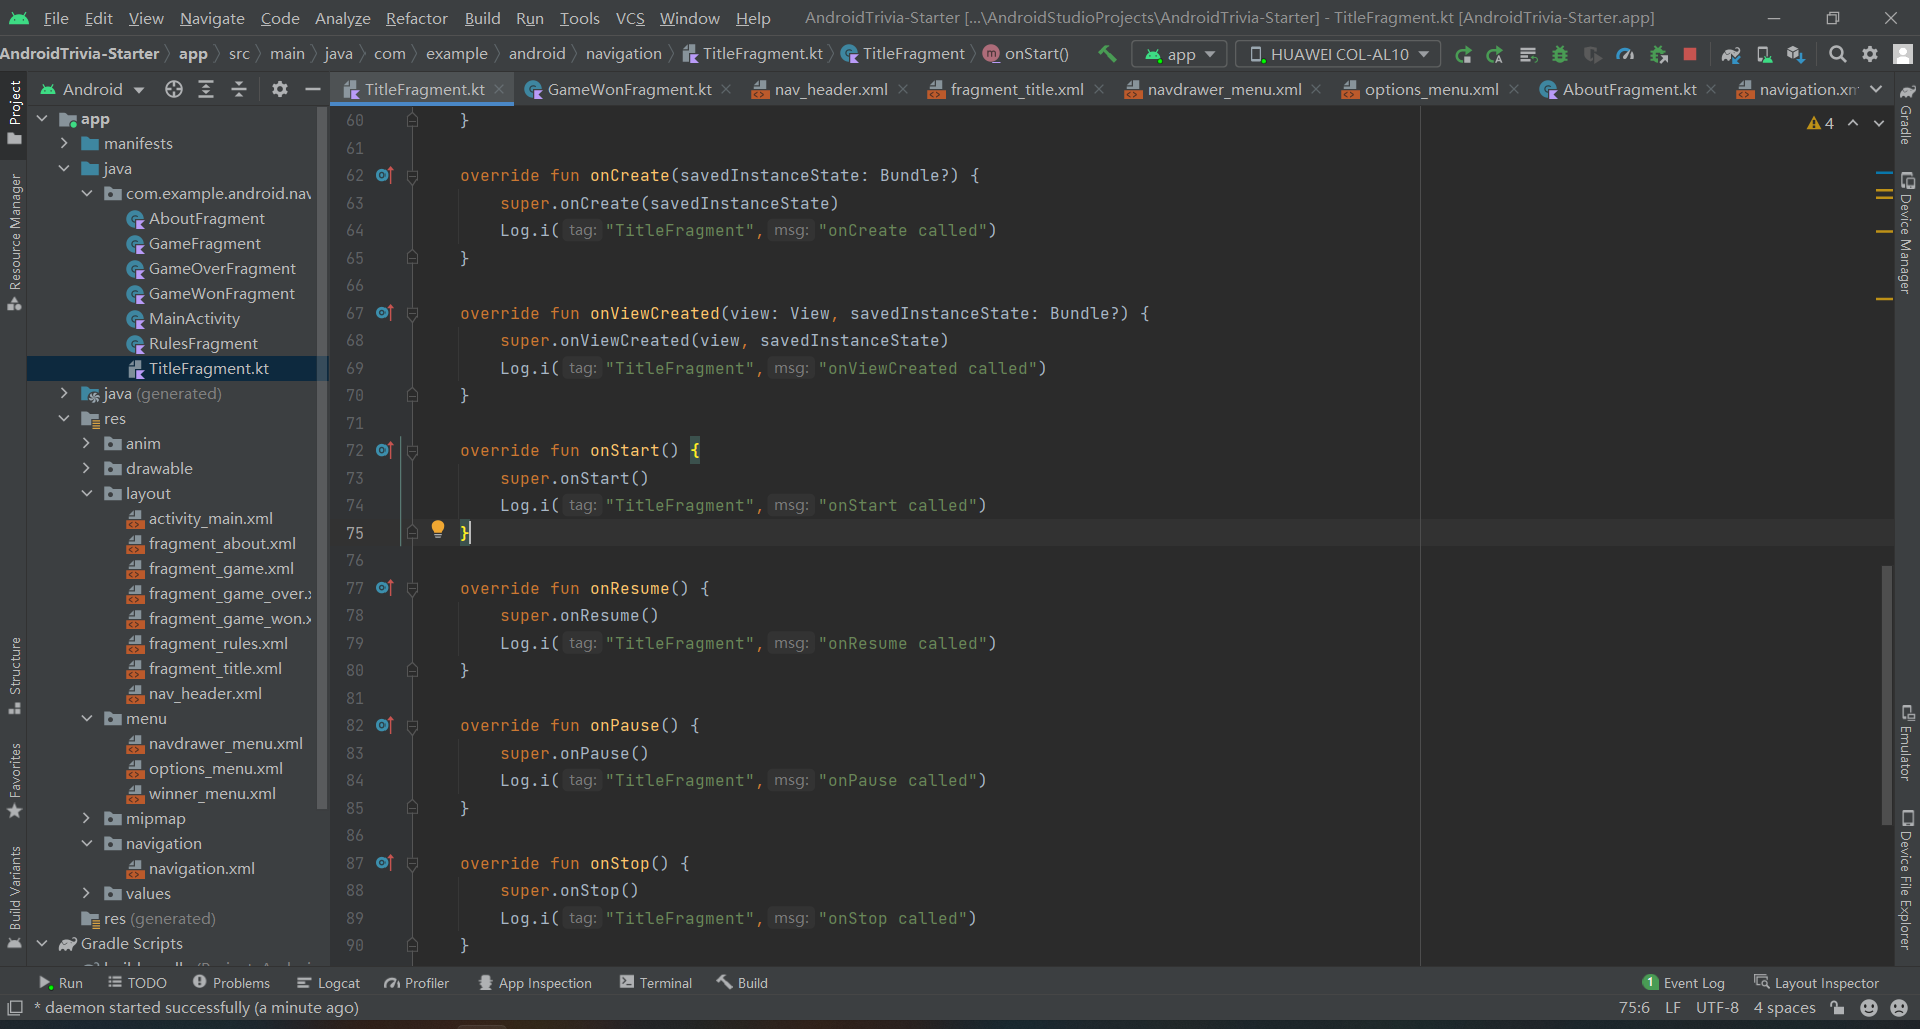 File Edit View Navigate Code Analyze Refactor Build Run Tools VCS Window Help AndroidTrivia-Starter [...\AndroidStudioProjects\AndroidTrivia-Starter] - TitleFragment.kt [AndroidTrivia-Starter.app]
AndroidTrivia-Starter app src main java com example android navigation TitleFragment.kt TitleFragment onStart() app HUAWEI COL-AL10
Android TitleFragment.kt GameWonFragment.kt nav_header.xml fragment_title.xml navdrawer_menu.xml options_menu.xml AboutFragment.kt navigation.xm
Project
Resource Manager
Structure
Favorites
Build Variants
app
manifests
java
com.example.android.nav
AboutFragment
GameFragment
GameOverFragment
GameWonFragment
MainActivity
RulesFragment
TitleFragment.kt
java (generated)
res
anim
drawable
layout
activity_main.xml
fragment_about.xml
fragment_game.xml
fragment_game_over.x
fragment_game_won.x
fragment_rules.xml
fragment_title.xml
nav_header.xml
menu
navdrawer_menu.xml
options_menu.xml
winner_menu.xml
mipmap
navigation
navigation.xml
values
res (generated)
Gradle Scripts
4
60 }
61
62 override fun onCreate(savedInstanceState: Bundle?) {
63 super.onCreate(savedInstanceState)
64 Log.i( tag: "TitleFragment", msg: "onCreate called")
65 }
66
67 override fun onViewCreated(view: View, savedInstanceState: Bundle?) {
68 super.onViewCreated(view, savedInstanceState)
69 Log.i( tag: "TitleFragment", msg: "onViewCreated called")
70 }
71
72 override fun onStart() {
73 super.onStart()
74 Log.i( tag: "TitleFragment", msg: "onStart called")
75 }
76
77 override fun onResume() {
78 super.onResume()
79 Log.i( tag: "TitleFragment", msg: "onResume called")
80 }
81
82 override fun onPause() {
83 super.onPause()
84 Log.i( tag: "TitleFragment", msg: "onPause called")
85 }
86
87 override fun onStop() {
88 super.onStop()
89 Log.i( tag: "TitleFragment", msg: "onStop called")
90 }
Gradle
Device Manager
Emulator
Device File Explorer
Run TODO Problems Logcat Profiler App Inspection Terminal Build 1 Event Log Layout Inspector
* daemon started successfully (a minute ago) 75:6 LF UTF-8 4 spaces